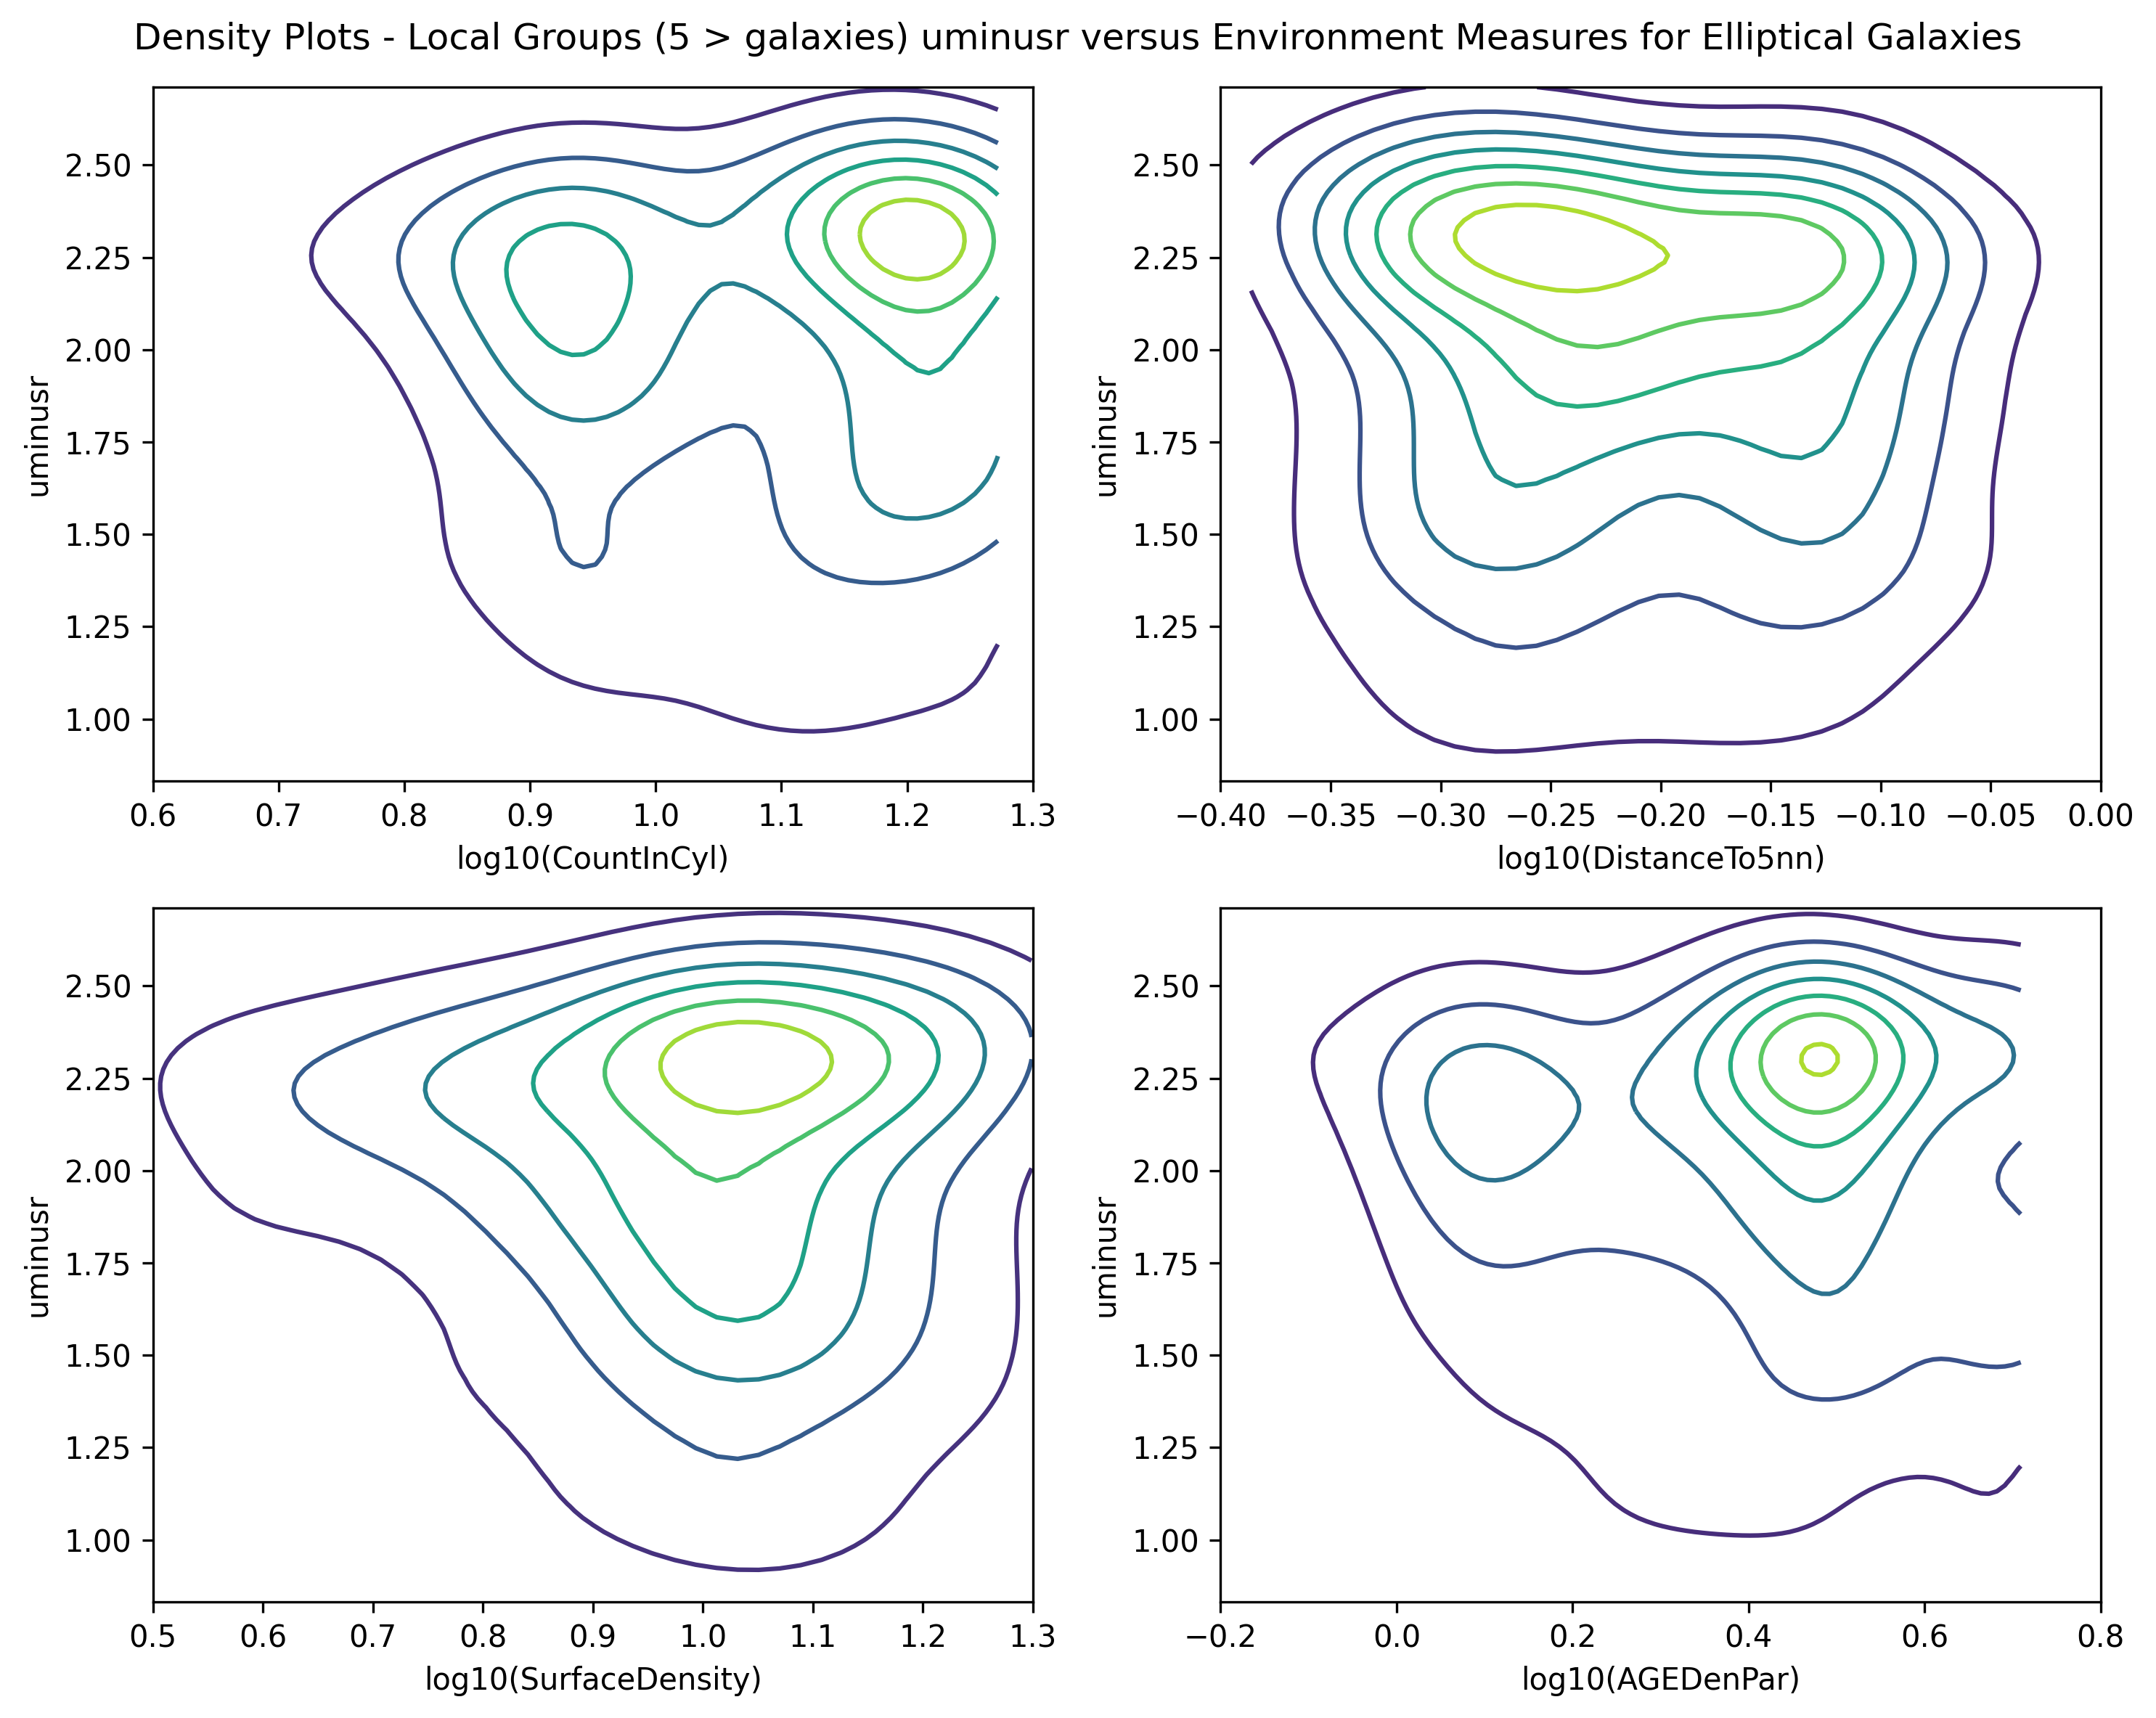 Density Plots - Local Groups (5 > galaxies) uminusr versus Environment Measures for Elliptical Galaxies
2.50
2.25
2.00
1.75
1.50
1.25
1.00
uminusr
0.6 0.7 0.8 0.9 1.0 1.1 1.2 1.3
log10(CountInCyl)
2.50
2.25
2.00
1.75
1.50
1.25
1.00
uminusr
−0.40 −0.35 −0.30 −0.25 −0.20 −0.15 −0.10 −0.05 0.00
log10(DistanceTo5nn)
2.50
2.25
2.00
1.75
1.50
1.25
1.00
uminusr
0.5 0.6 0.7 0.8 0.9 1.0 1.1 1.2 1.3
log10(SurfaceDensity)
2.50
2.25
2.00
1.75
1.50
1.25
1.00
uminusr
−0.2 0.0 0.2 0.4 0.6 0.8
log10(AGEDenPar)